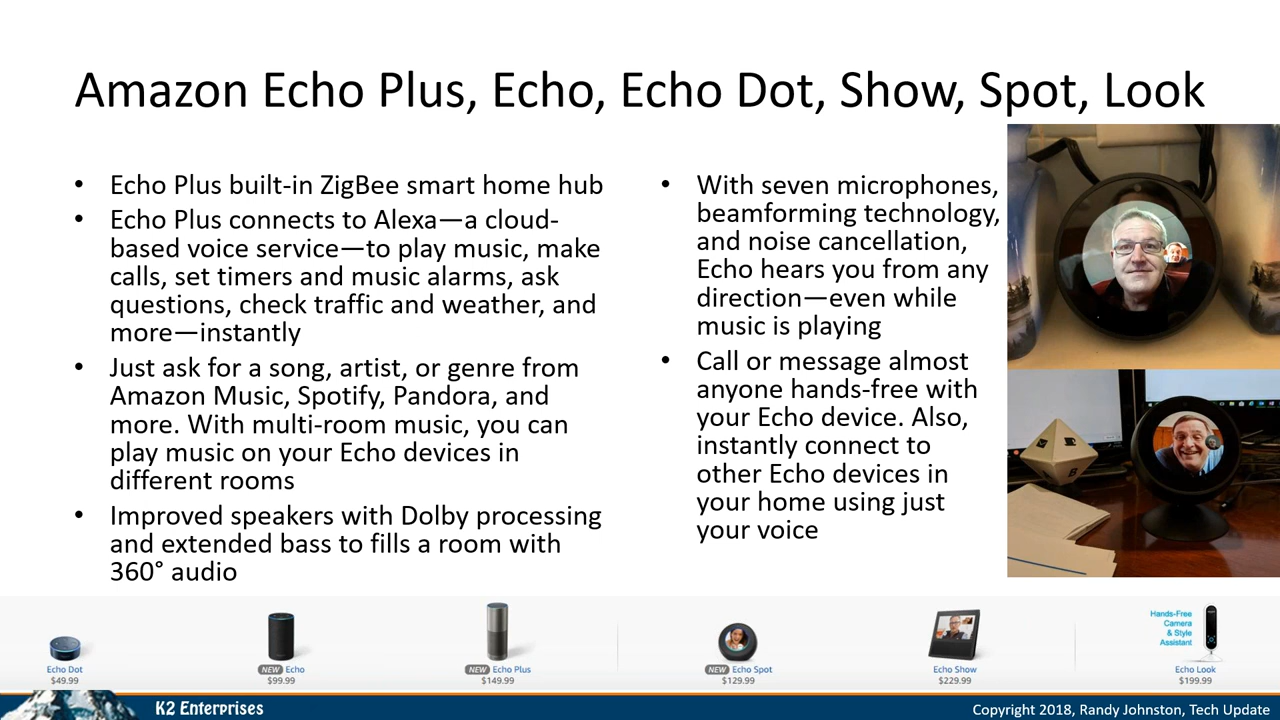 Amazon Echo Plus, Echo, Echo Dot, Show, Spot, Look
• Echo Plus built-in ZigBee smart home hub
• Echo Plus connects to Alexa—a cloud-
based voice service—to play music, make
calls, set timers and music alarms, ask
questions, check traffic and weather, and
more—instantly
• Just ask for a song, artist, or genre from
Amazon Music, Spotify, Pandora, and
more. With multi-room music, you can
play music on your Echo devices in
different rooms
• Improved speakers with Dolby processing
and extended bass to fills a room with
360° audio
• With seven microphones,
beamforming technology,
and noise cancellation,
Echo hears you from any
direction—even while
music is playing
• Call or message almost
anyone hands-free with
your Echo device. Also,
instantly connect to
other Echo devices in
your home using just
your voice
Echo Dot
$49.99
NEW Echo
$99.99
NEW Echo Plus
$149.99
NEW Echo Spot
$129.99
Echo Show
$229.99
Hands-Free
Camera
& Style
Assistant
Echo Look
$199.99
K2 Enterprises
Copyright 2018, Randy Johnston, Tech Update